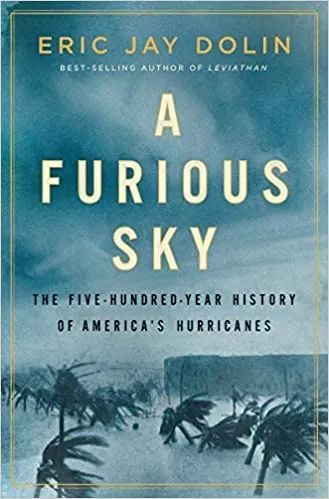 ERIC JAY DOLIN
BEST-SELLING AUTHOR OF LEVIATHAN
A
FURIOUS
SKY
THE FIVE-HUNDRED-YEAR HISTORY
OF AMERICA'S HURRICANES